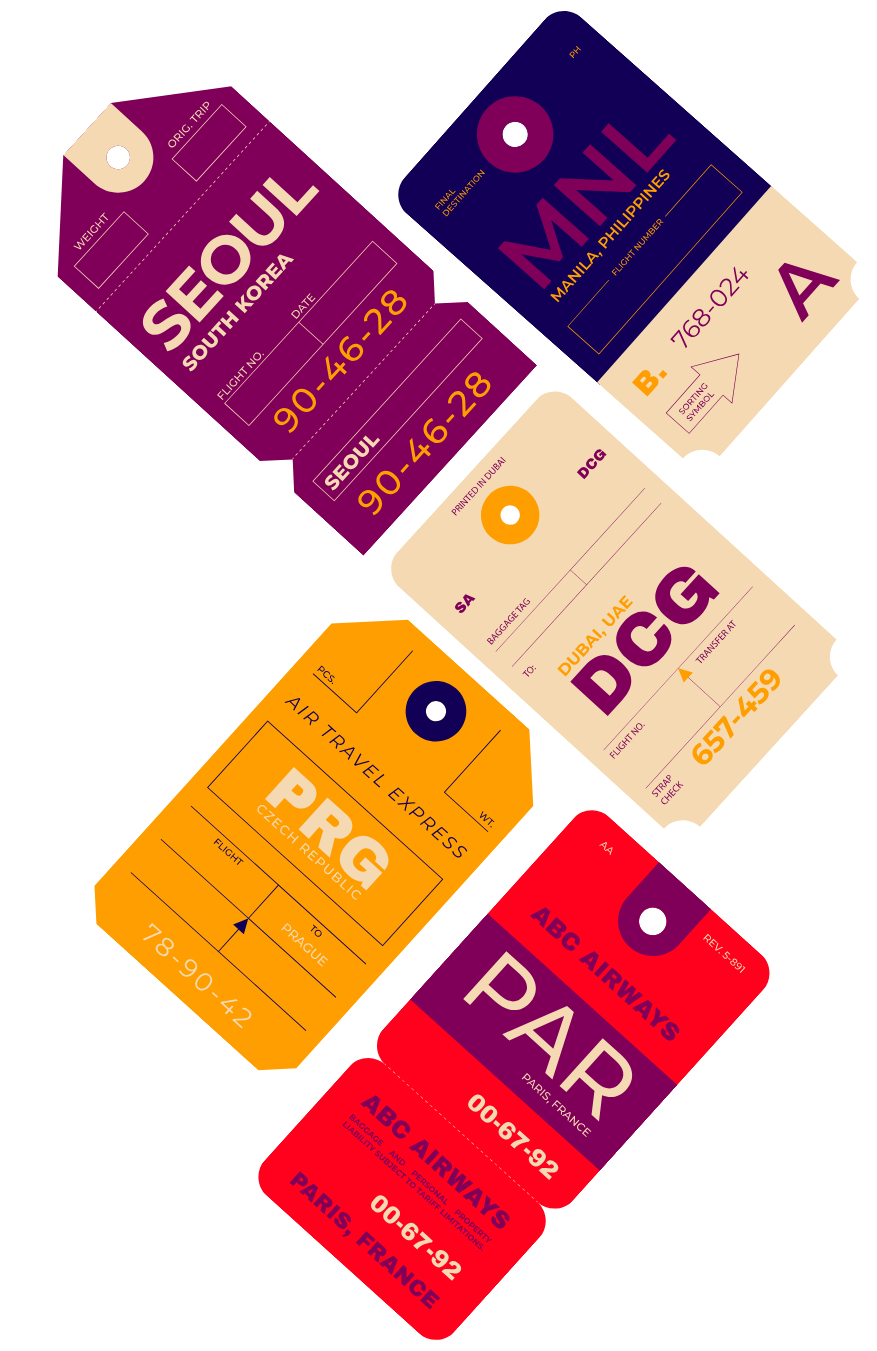 ORIG. TRIP
WEIGHT
SEOUL
SOUTH KOREA
DATE
FLIGHT NO.
90-46-28
SEOUL
90-46-28
PH
FINAL
DESTINATION
MNL
MANILA, PHILIPPINES
FLIGHT NUMBER
768-024
A
B.
SORTING
SYMBOL
PRINTED IN DUBAI
DCG
SA
BAGGAGE TAG
TO:
DUBAI, UAE
DCG
TRANSFER AT
FLIGHT NO.
657-459
STRAP
CHECK
PCS.
AIR TRAVEL EXPRESS
WT.
PRG
CZECH REPUBLIC
FLIGHT
TO
PRAGUE
78-90-42
AA
REV. 5-891
ABC AIRWAYS
PAR
PARIS, FRANCE
00-67-92
ABC AIRWAYS
BAGGAGE AND PERSONAL PROPERTY
LIABILITY SUBJECT TO TARIFF LIMITATIONS.
00-67-92
PARIS, FRANCE